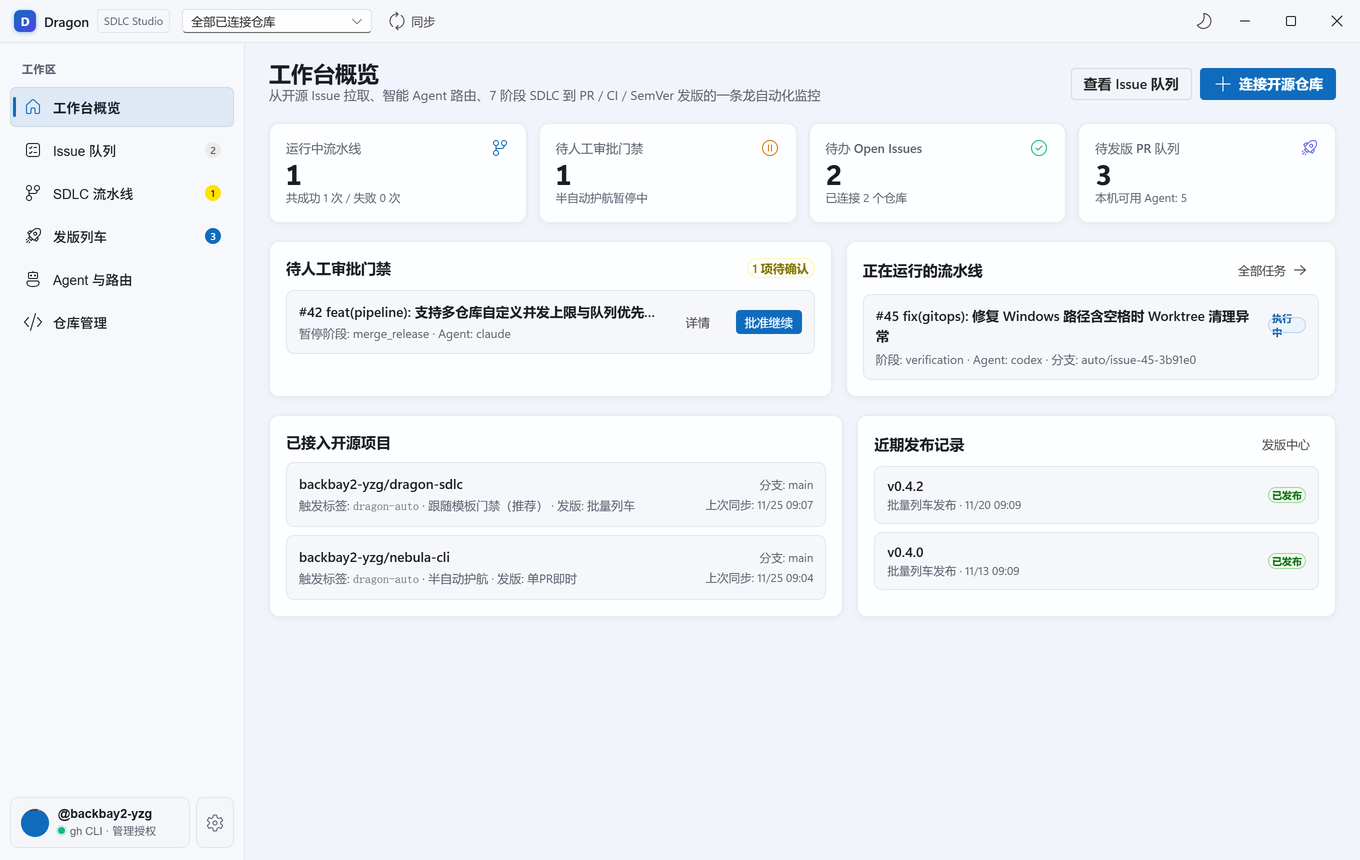 D Dragon SDLC Studio 全部已连接仓库 同步
工作区
工作台概览
Issue 队列 2
SDLC 流水线 1
发版列车 3
Agent 与路由
仓库管理
@backbay2-yzg
gh CLI · 管理授权
工作台概览
从开源 Issue 拉取、智能 Agent 路由、7 阶段 SDLC 到 PR / CI / SemVer 发版的一条龙自动化监控
查看 Issue 队列
连接开源仓库
运行中流水线
1
共成功 1 次 / 失败 0 次
待人工审批门禁
1
半自动护航暂停中
待办 Open Issues
2
已连接 2 个仓库
待发版 PR 队列
3
本机可用 Agent: 5
待人工审批门禁
1 项待确认
#42 feat(pipeline): 支持多仓库自定义并发上限与队列优先...
暂停阶段: merge_release · Agent: claude
详情
批准继续
正在运行的流水线
全部任务
#45 fix(gitops): 修复 Windows 路径含空格时 Worktree 清理异
常
执行
中
阶段: verification · Agent: codex · 分支: auto/issue-45-3b91e0
已接入开源项目
backbay2-yzg/dragon-sdlc
分支: main
触发标签: dragon-auto · 跟随模板门禁（推荐） · 发版: 批量列车
上次同步: 11/25 09:07
backbay2-yzg/nebula-cli
分支: main
触发标签: dragon-auto · 半自动护航 · 发版: 单PR即时
上次同步: 11/25 09:04
近期发布记录
发版中心
v0.4.2
批量列车发布 · 11/20 09:09
已发布
v0.4.0
批量列车发布 · 11/13 09:09
已发布